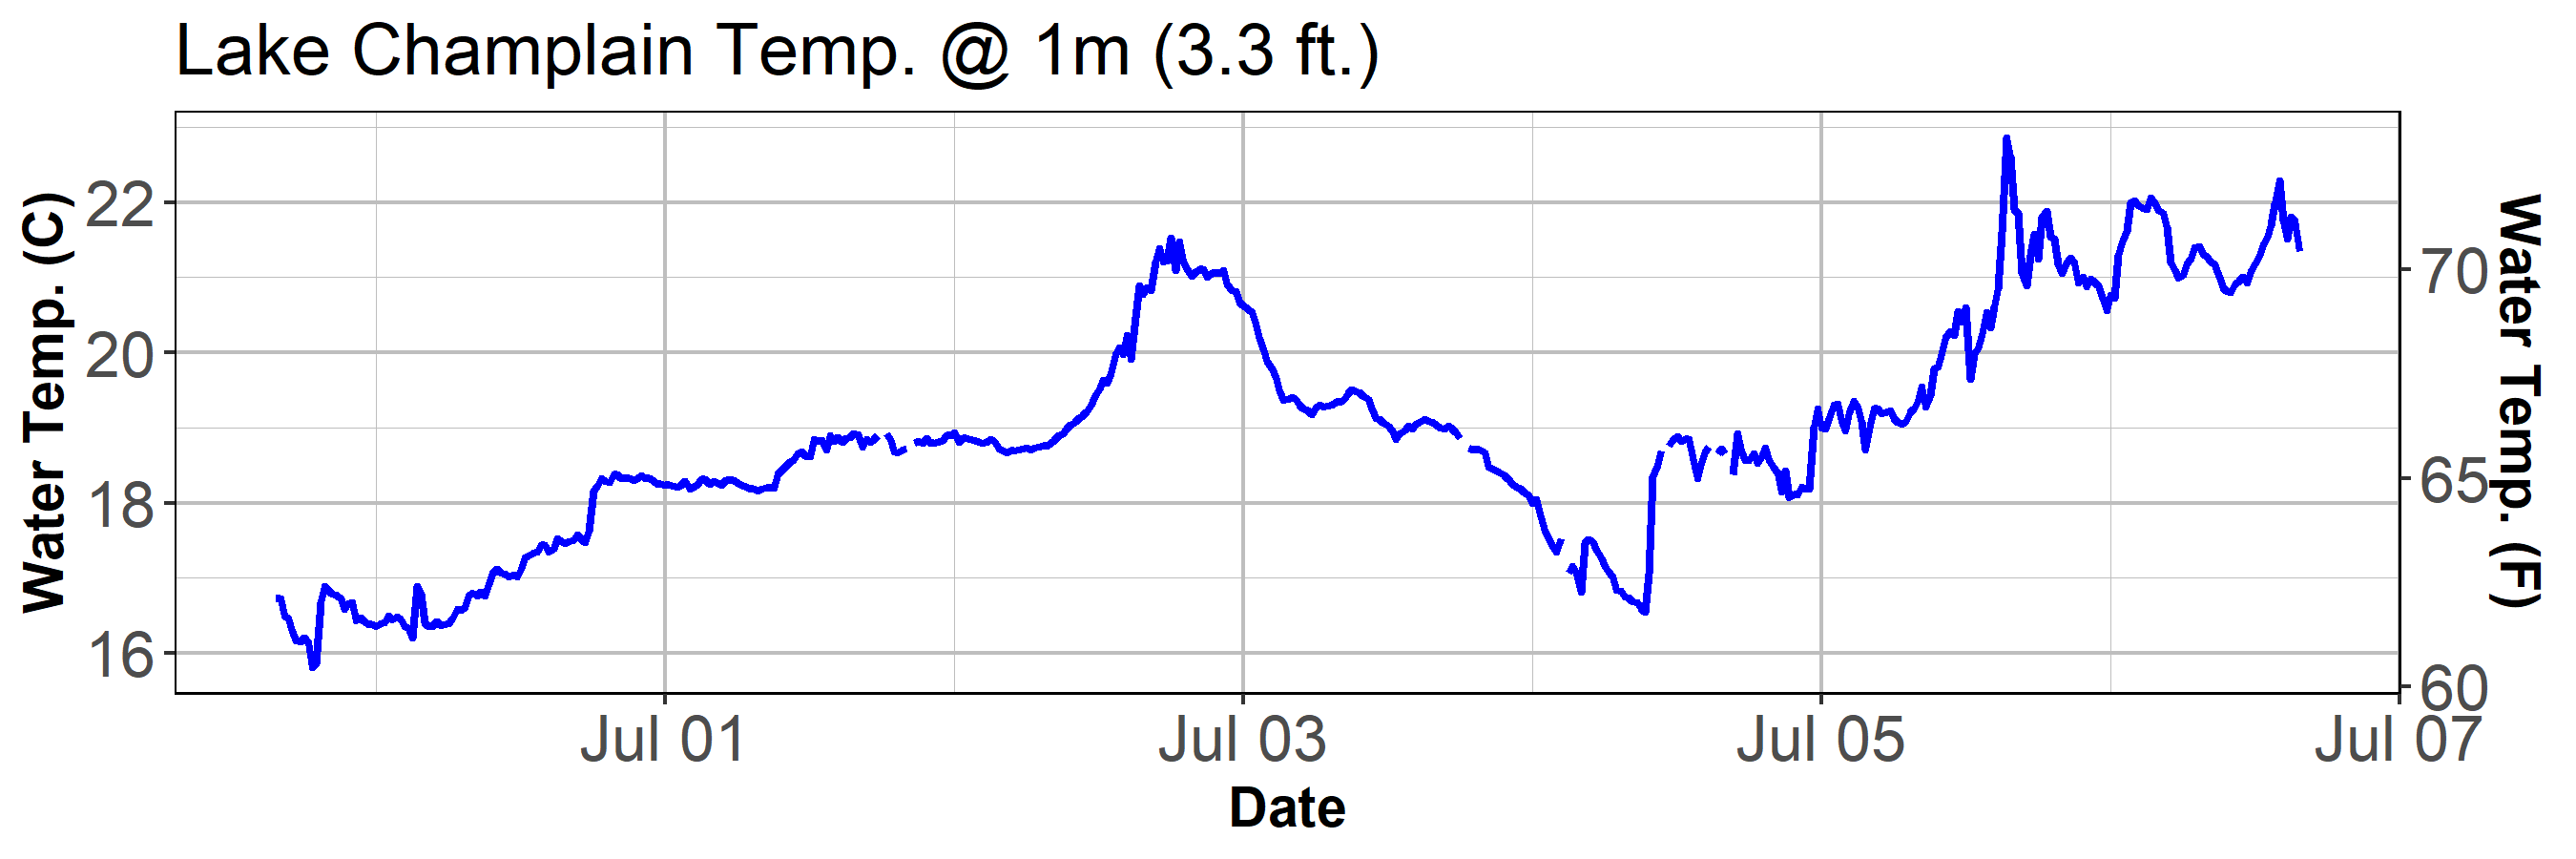 Lake Champlain Temp. @ 1m (3.3 ft.)
Water Temp. (C)
22
20
18
16
70
65
60
Water Temp. (F)
Jul 01
Jul 03
Jul 05
Jul 07
Date